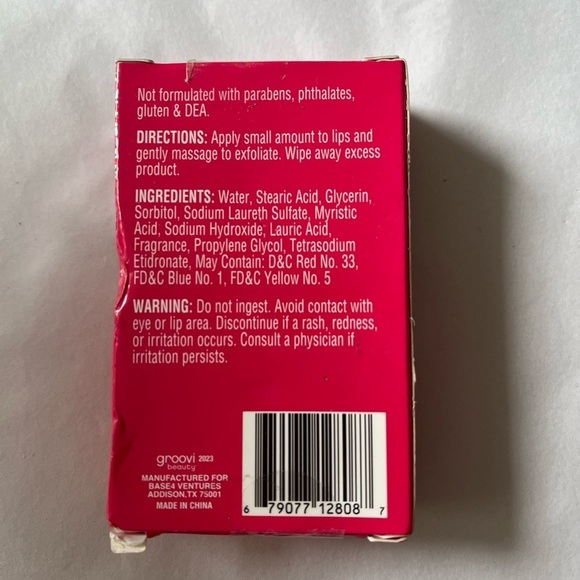 Not formulated with parabens, phthalates,
gluten & DEA.
DIRECTIONS: Apply small amount to lips and
gently massage to exfoliate. Wipe away excess
product.
INGREDIENTS: Water, Stearic Acid, Glycerin,
Sorbitol, Sodium Laureth Sulfate, Myristic
Acid, Sodium Hydroxide, Lauric Acid,
Fragrance, Propylene Glycol, Tetrasodium
Etidronate, May Contain: D&C Red No. 33,
FD&C Blue No. 1, FD&C Yellow No. 5
WARNING: Do not ingest. Avoid contact with
eye or lip area. Discontinue if a rash, redness,
or irritation occurs. Consult a physician if
irritation persists.
groovi 2023
beauty
MANUFACTURED FOR
BASE4 VENTURES
ADDISON,TX 75001
MADE IN CHINA
6 79077 12808 7